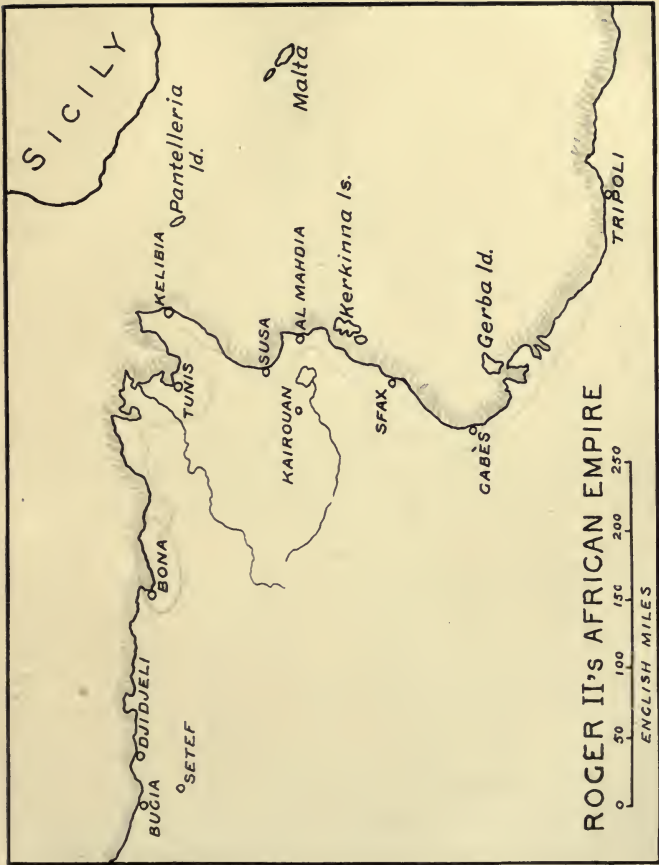 SICILY
Pantelleria
Id.
Malta
KELIBIA
TUNIS
BONA
DJIDJELI
BUGIA
SETEF
SUSA
AL MAHDIA
KAIROUAN
Kerkinna Is.
SFAX
Gerba Id.
GABÈS
TRIPOLI
ROGER II's AFRICAN EMPIRE
0 50 100 150 200 250
ENGLISH MILES